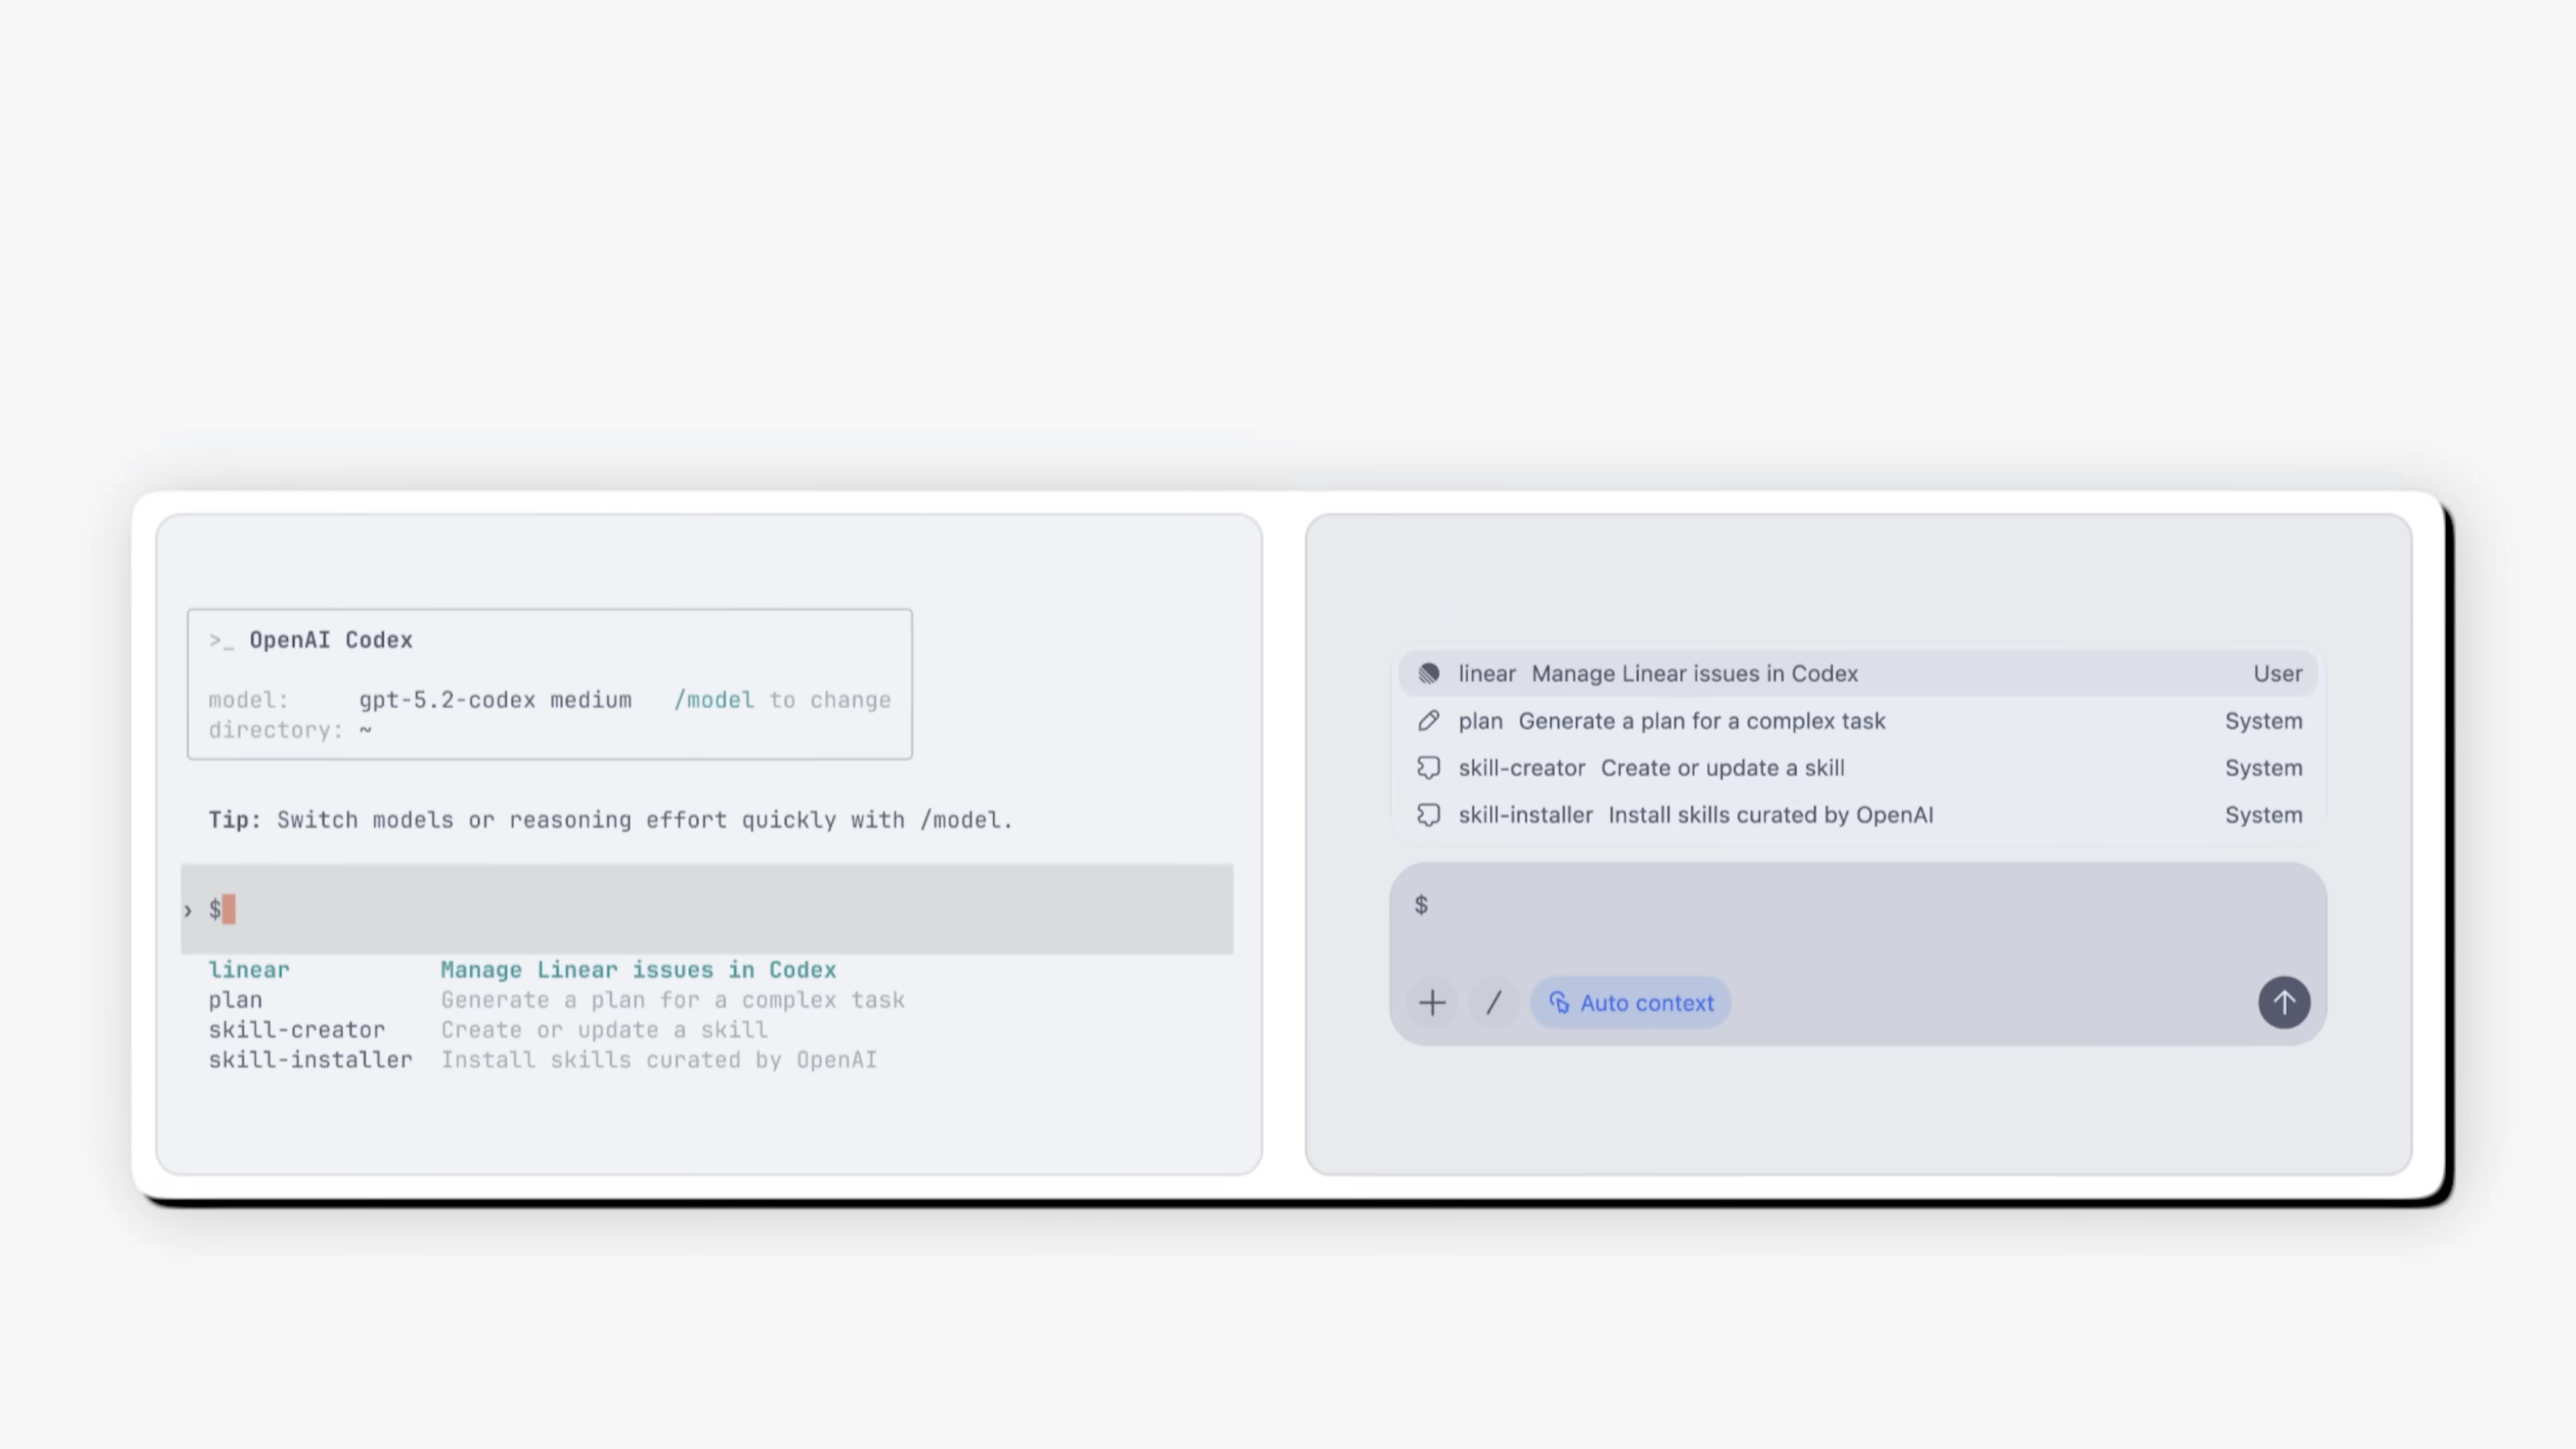 >_ OpenAI Codex
model: gpt-5.2-codex medium /model to change
directory: ~
Tip: Switch models or reasoning effort quickly with /model.
› $
linear Manage Linear issues in Codex
plan Generate a plan for a complex task
skill-creator Create or update a skill
skill-installer Install skills curated by OpenAI
linear Manage Linear issues in Codex User
plan Generate a plan for a complex task System
skill-creator Create or update a skill System
skill-installer Install skills curated by OpenAI System
$
+ / Auto context